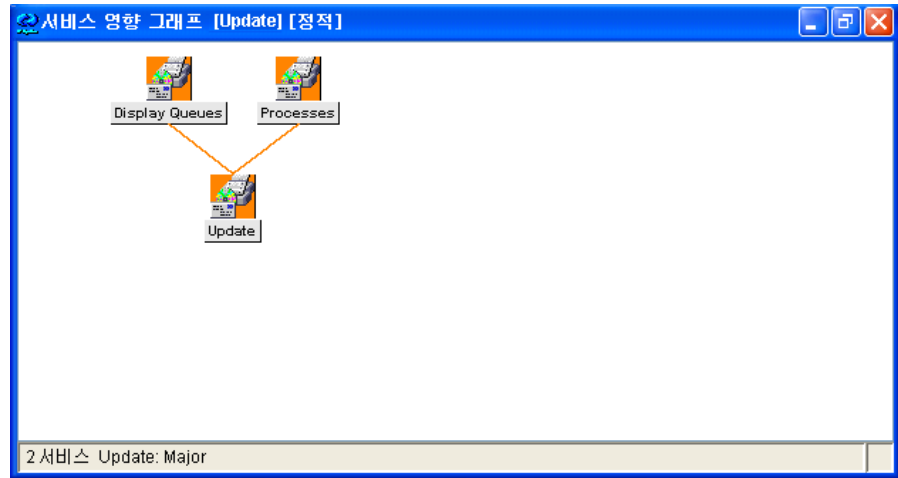 서비스 영향 그래프 [Update] [정적]
Display Queues
Processes
Update
2 서비스 Update: Major